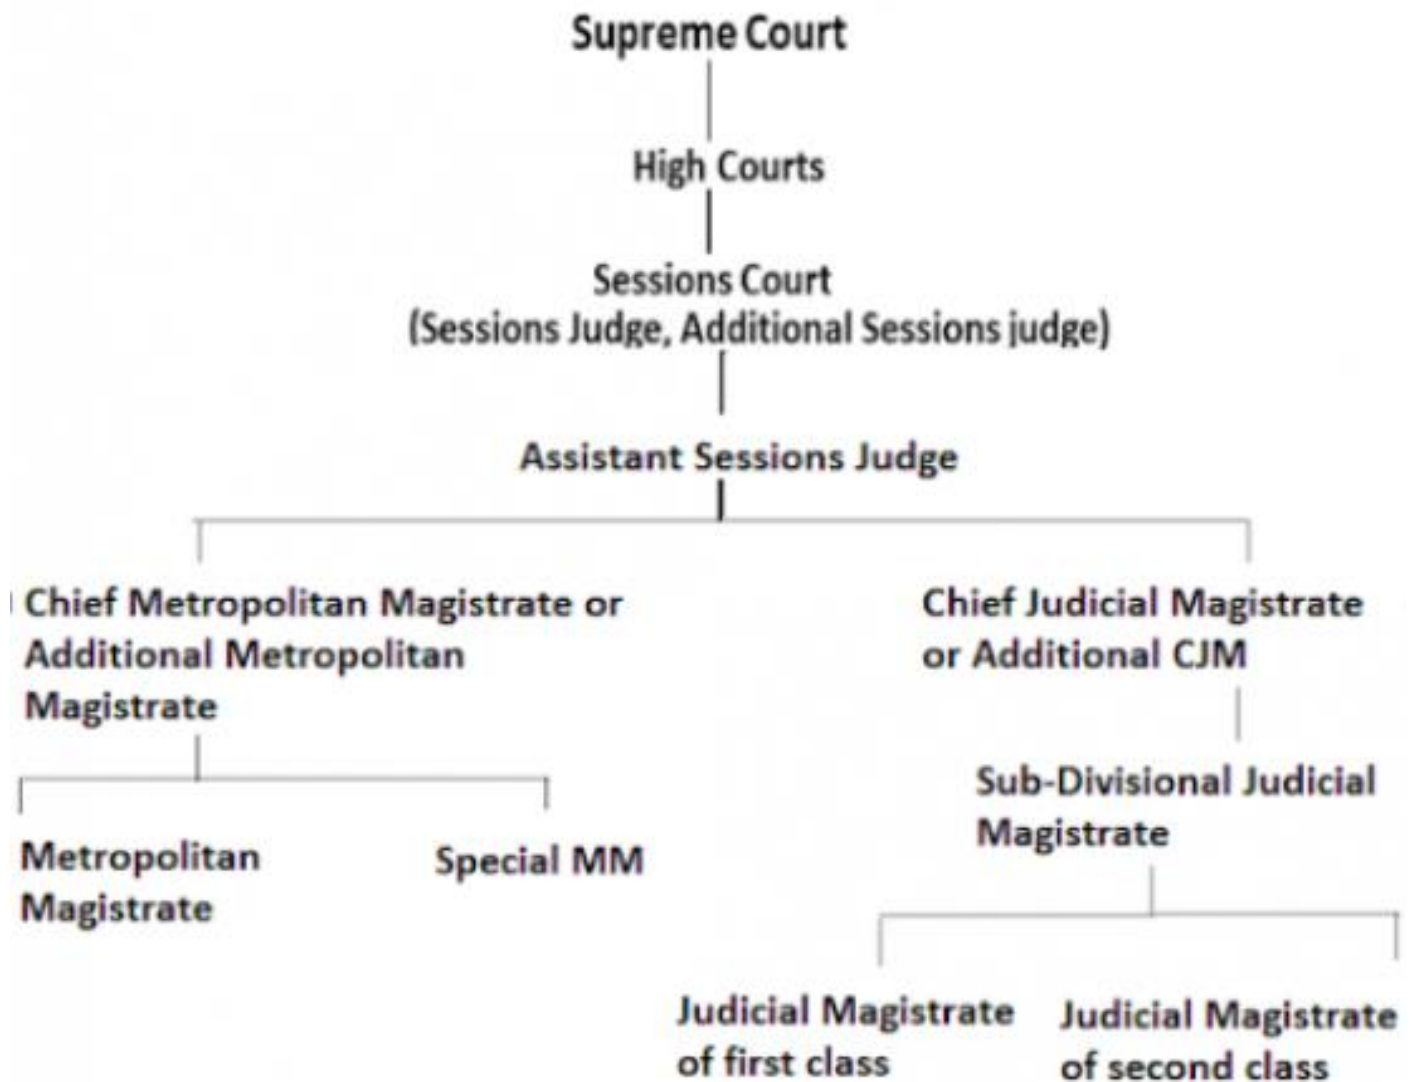 Supreme Court
High Courts
Sessions Court
(Sessions Judge, Additional Sessions judge)
Assistant Sessions Judge
Chief Metropolitan Magistrate or
Additional Metropolitan
Magistrate
Chief Judicial Magistrate
or Additional CJM
Sub-Divisional Judicial
Magistrate
Metropolitan
Magistrate
Special MM
Judicial Magistrate
of first class
Judicial Magistrate
of second class